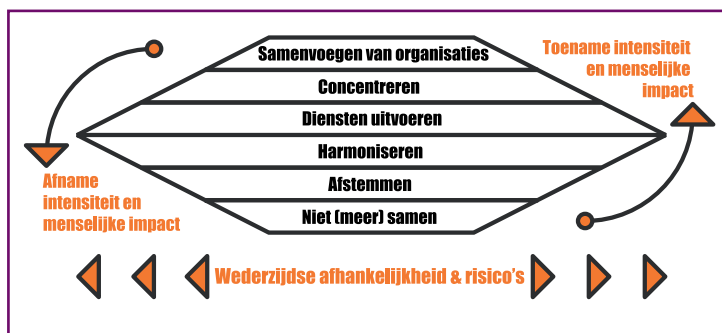 Samenvoegen van organisaties
Concentreren
Diensten uitvoeren
Harmoniseren
Afstemmen
Niet (meer) samen
Toename intensiteit
en menselijke
impact
Afname
intensiteit en
menselijke impact
Wederzijdse afhankelijkheid & risico's